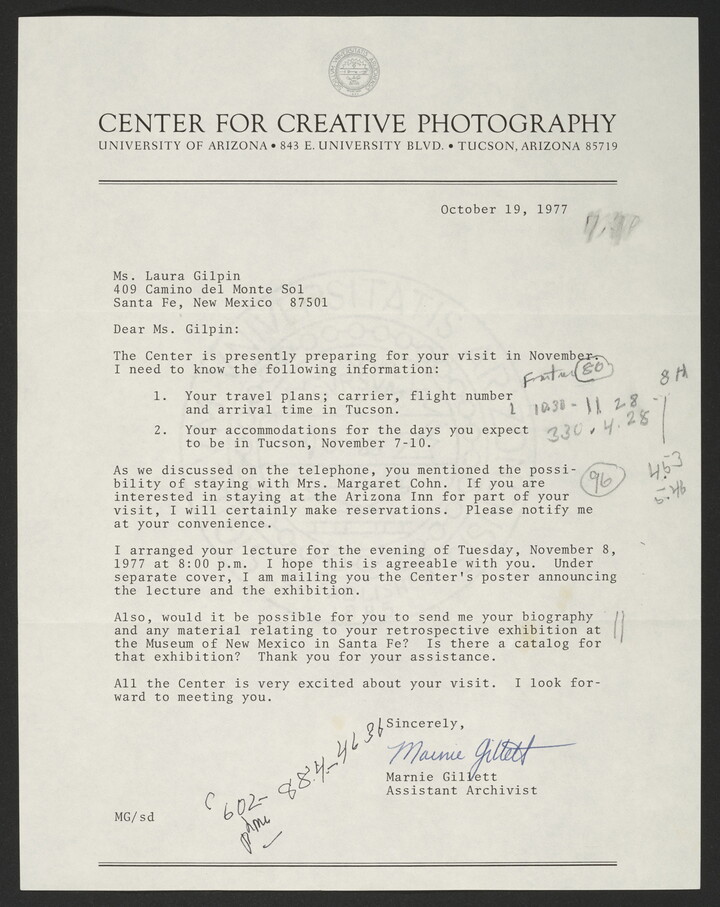 CENTER FOR CREATIVE PHOTOGRAPHY
UNIVERSITY OF ARIZONA • 843 E. UNIVERSITY BLVD. • TUCSON, ARIZONA 85719
October 19, 1977
Ms. Laura Gilpin
409 Camino del Monte Sol
Santa Fe, New Mexico 87501
Dear Ms. Gilpin:
The Center is presently preparing for your visit in November.
I need to know the following information:
80
8th
1. Your travel plans; carrier, flight number
and arrival time in Tucson.
10.30 - 11 28
330 . 4.28
2. Your accommodations for the days you expect
to be in Tucson, November 7-10.
As we discussed on the telephone, you mentioned the possi-
bility of staying with Mrs. Margaret Cohn. If you are
interested in staying at the Arizona Inn for part of your
visit, I will certainly make reservations. Please notify me
at your convenience.
96
453
5.46
I arranged your lecture for the evening of Tuesday, November 8,
1977 at 8:00 p.m. I hope this is agreeable with you. Under
separate cover, I am mailing you the Center's poster announcing
the lecture and the exhibition.
Also, would it be possible for you to send me your biography
and any material relating to your retrospective exhibition at
the Museum of New Mexico in Santa Fe? Is there a catalog for
that exhibition? Thank you for your assistance.
All the Center is very excited about your visit. I look for-
ward to meeting you.
Sincerely,
Marnie Gillett
Marnie Gillett
Assistant Archivist
602-884-4636
phone
MG/sd